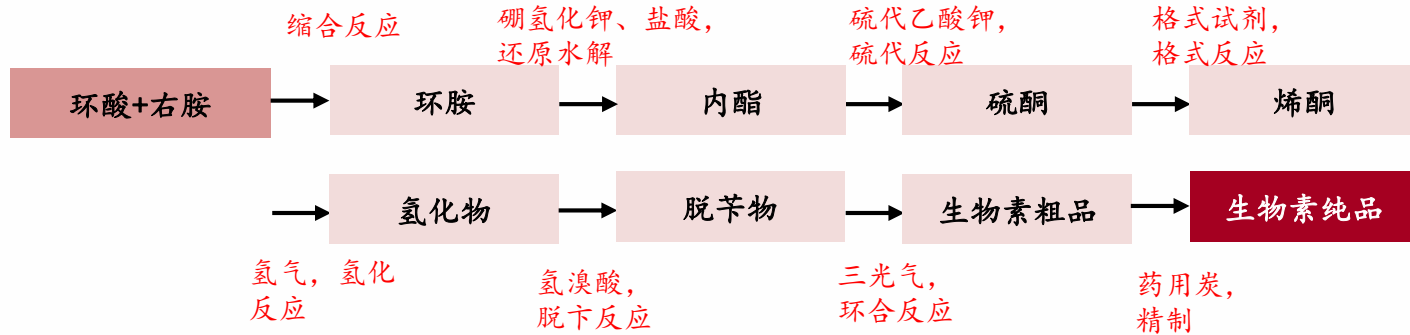 缩合反应
硼氢化钾、盐酸,
还原水解
硫代乙酸钾,
硫代反应
格式试剂,
格式反应
环酸+右胺
环胺
内酯
硫酮
烯酮
氢化物
脱苄物
生物素粗品
生物素纯品
氢气，氢化
反应
氢溴酸,
脱卞反应
三光气,
环合反应
药用炭,
精制